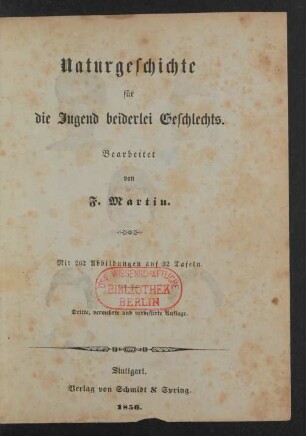 Naturgeschichte
für
die Jugend beiderlei Geschlechts.
Bearbeitet
von
F. Martin.
Mit 262 Abbildungen auf 32 Tafeln.
WISSENSCHAFTLICHE
BIBLIOTHEK
BERLIN
Dritte, vermehrte und verbesserte Auflage.
Stuttgart.
Verlag von Schmidt & Spring.
1856.